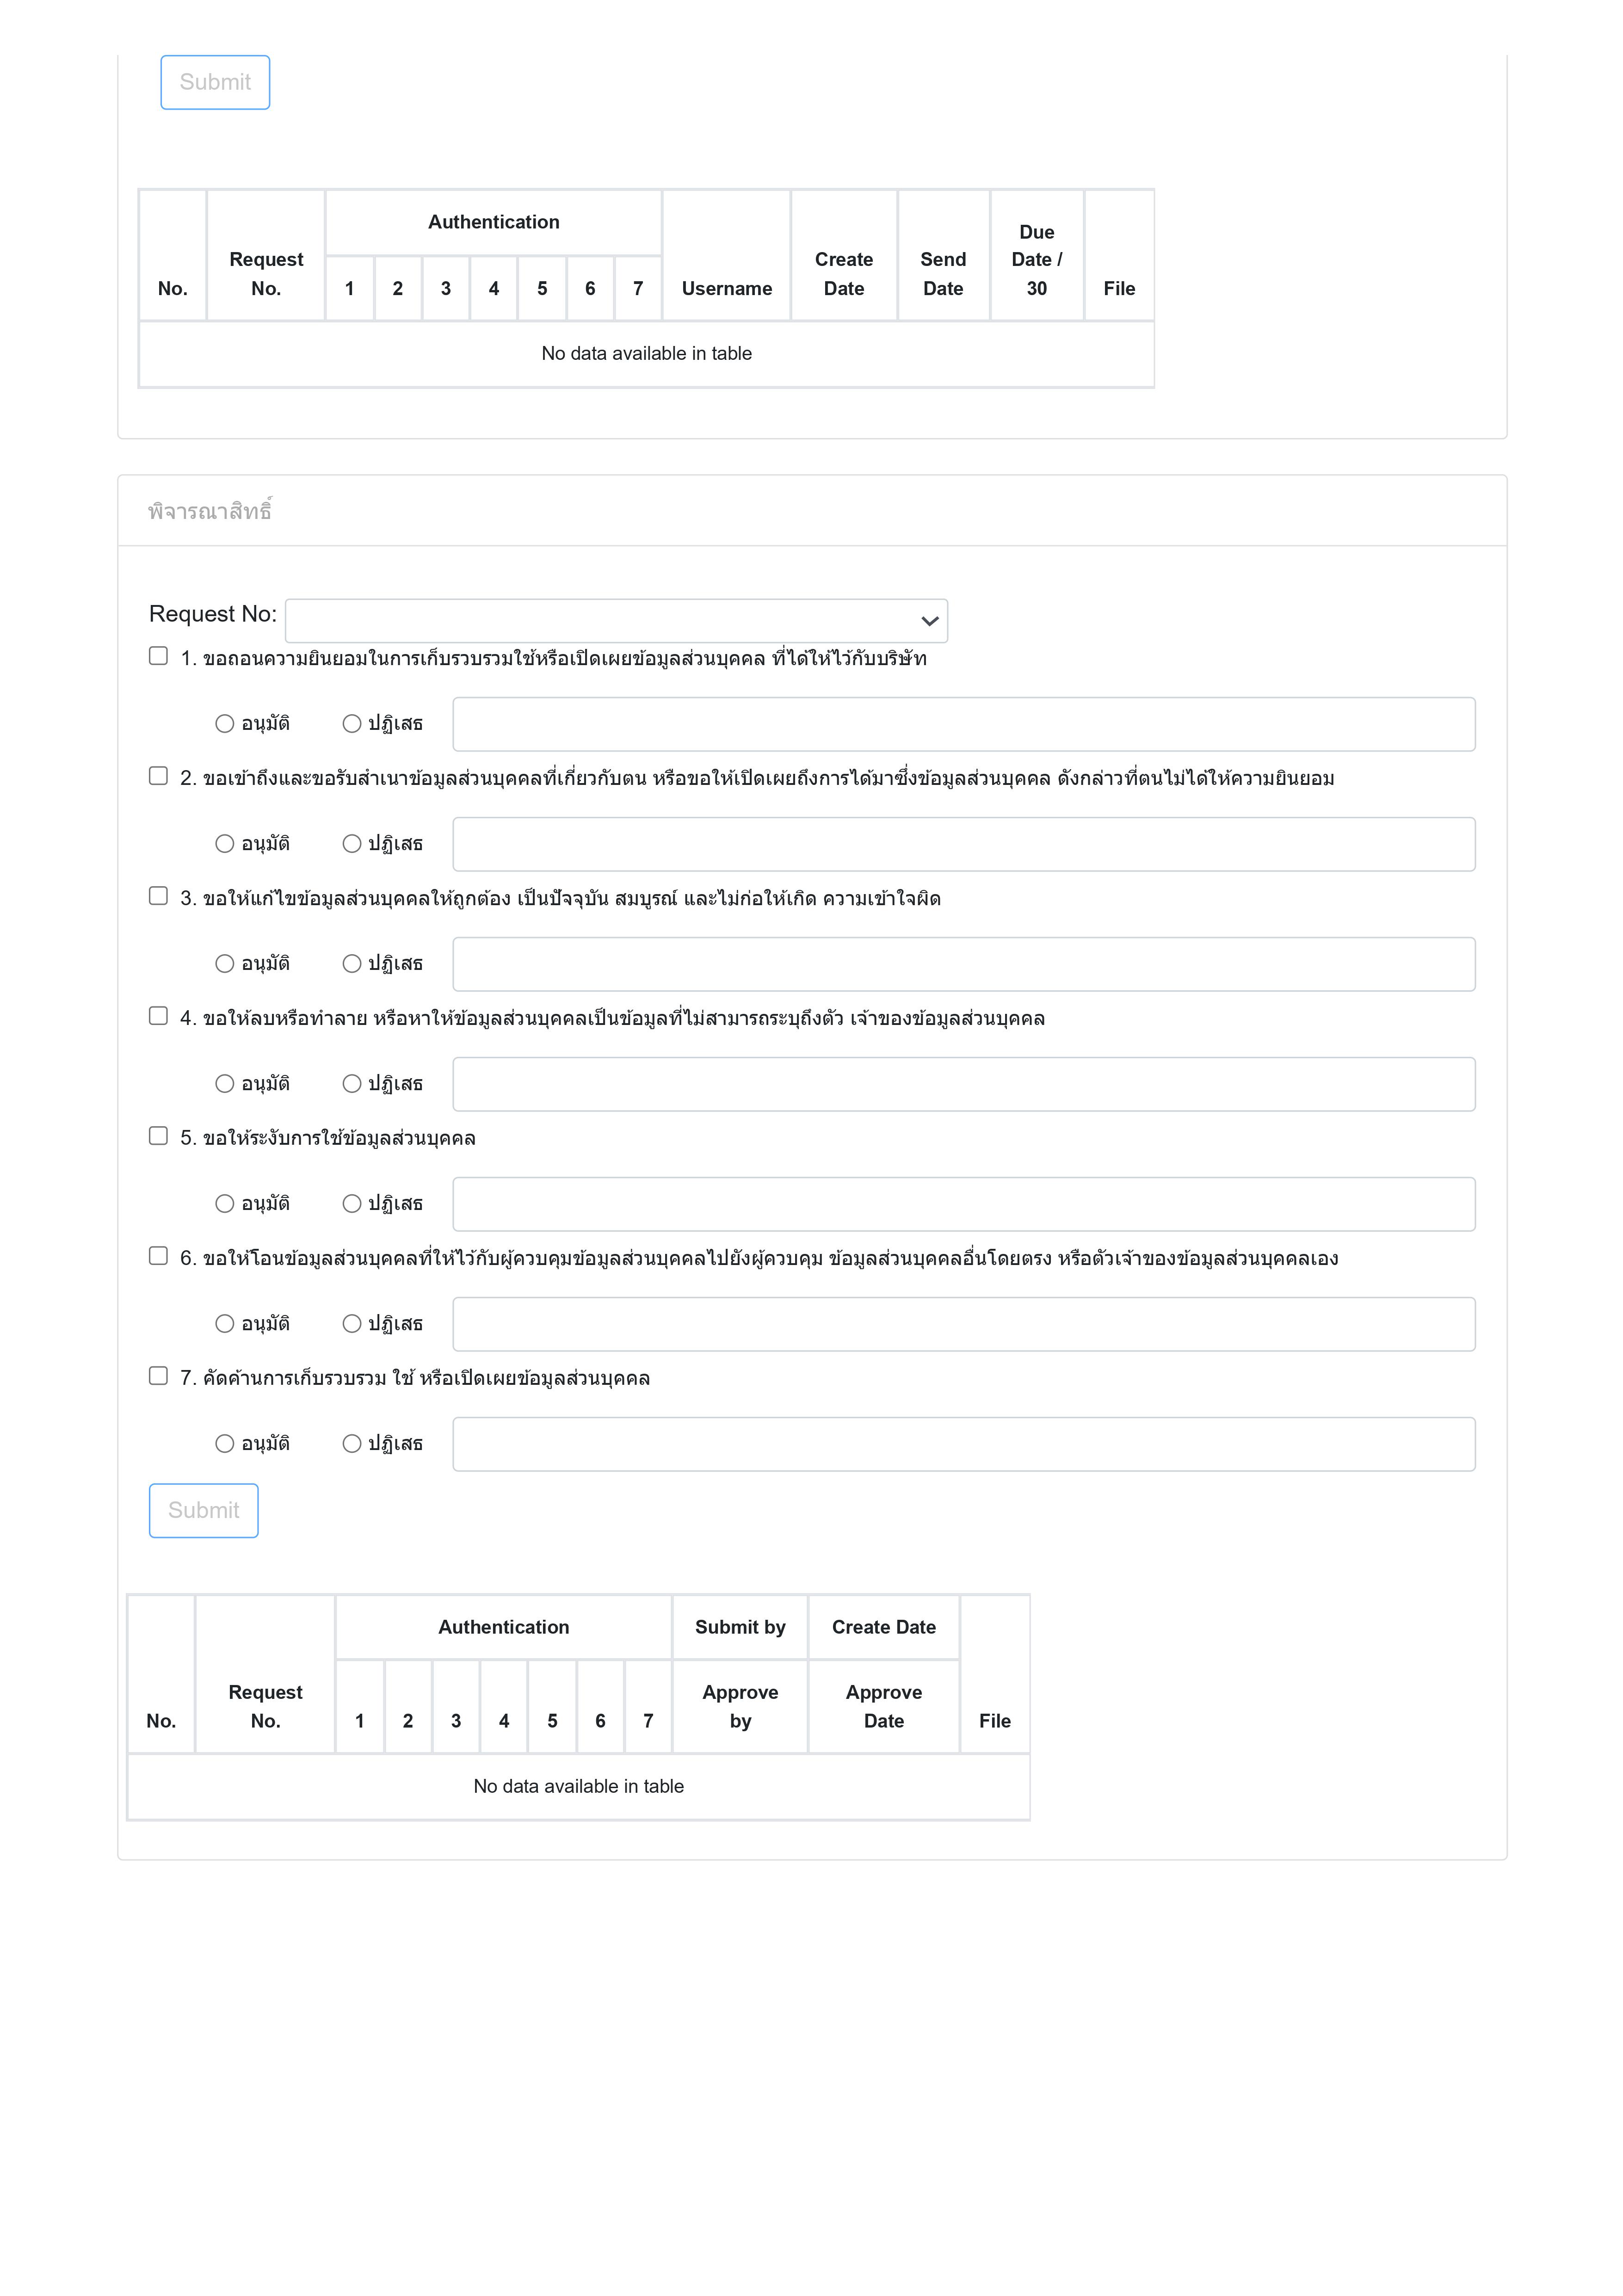 Submit
No. Request No. Authentication Username Create Date Send Date Due Date / 30 File
1 2 3 4 5 6 7
No data available in table
พิจารณาสิทธิ์
Request No:
1. ขอถอนความยินยอมในการเก็บรวบรวมใช้หรือเปิดเผยข้อมูลส่วนบุคคล ที่ได้ให้ไว้กับบริษัท
อนุมัติ ปฏิเสธ
2. ขอเข้าถึงและขอรับสำเนาข้อมูลส่วนบุคคลที่เกี่ยวกับตน หรือขอให้เปิดเผยถึงการได้มาซึ่งข้อมูลส่วนบุคคล ดังกล่าวที่ตนไม่ได้ให้ความยินยอม
อนุมัติ ปฏิเสธ
3. ขอให้แก้ไขข้อมูลส่วนบุคคลให้ถูกต้อง เป็นปัจจุบัน สมบูรณ์ และไม่ก่อให้เกิด ความเข้าใจผิด
อนุมัติ ปฏิเสธ
4. ขอให้ลบหรือทำลาย หรือหาให้ข้อมูลส่วนบุคคลเป็นข้อมูลที่ไม่สามารถระบุถึงตัว เจ้าของข้อมูลส่วนบุคคล
อนุมัติ ปฏิเสธ
5. ขอให้ระงับการใช้ข้อมูลส่วนบุคคล
อนุมัติ ปฏิเสธ
6. ขอให้โอนข้อมูลส่วนบุคคลที่ให้ไว้กับผู้ควบคุมข้อมูลส่วนบุคคลไปยังผู้ควบคุม ข้อมูลส่วนบุคคลอื่นโดยตรง หรือตัวเจ้าของข้อมูลส่วนบุคคลเอง
อนุมัติ ปฏิเสธ
7. คัดค้านการเก็บรวบรวม ใช้ หรือเปิดเผยข้อมูลส่วนบุคคล
อนุมัติ ปฏิเสธ
Submit
No. Request No. Authentication Submit by Create Date File
1 2 3 4 5 6 7 Approve by Approve Date
No data available in table